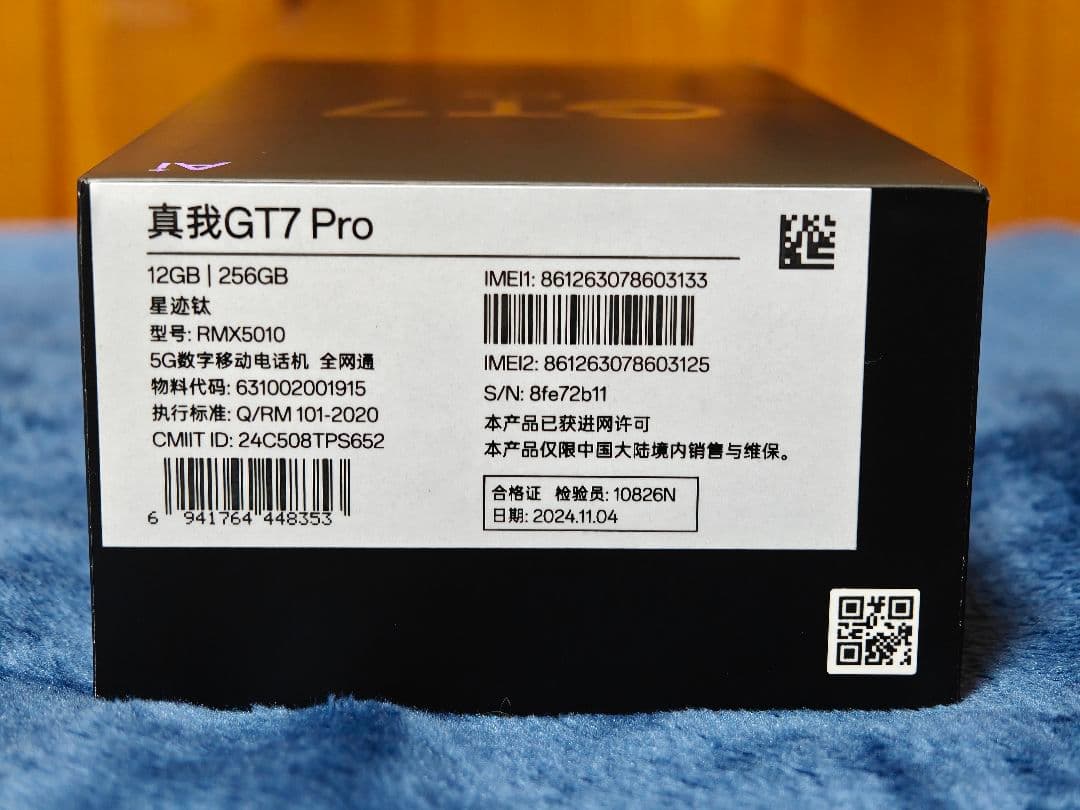 GT7
Ai
真我GT7 Pro
12GB | 256GB
星迹钛
型号: RMX5010
5G数字移动电话机 全网通
物料代码: 631002001915
执行标准: Q/RM 101-2020
CMIIT ID: 24C508TPS652
6 941764 448353
IMEI1: 861263078603133
IMEI2: 861263078603125
S/N: 8fe72b11
本产品已获进网许可
本产品仅限中国大陆境内销售与维保。
合格证 检验员: 10826N
日期: 2024.11.04